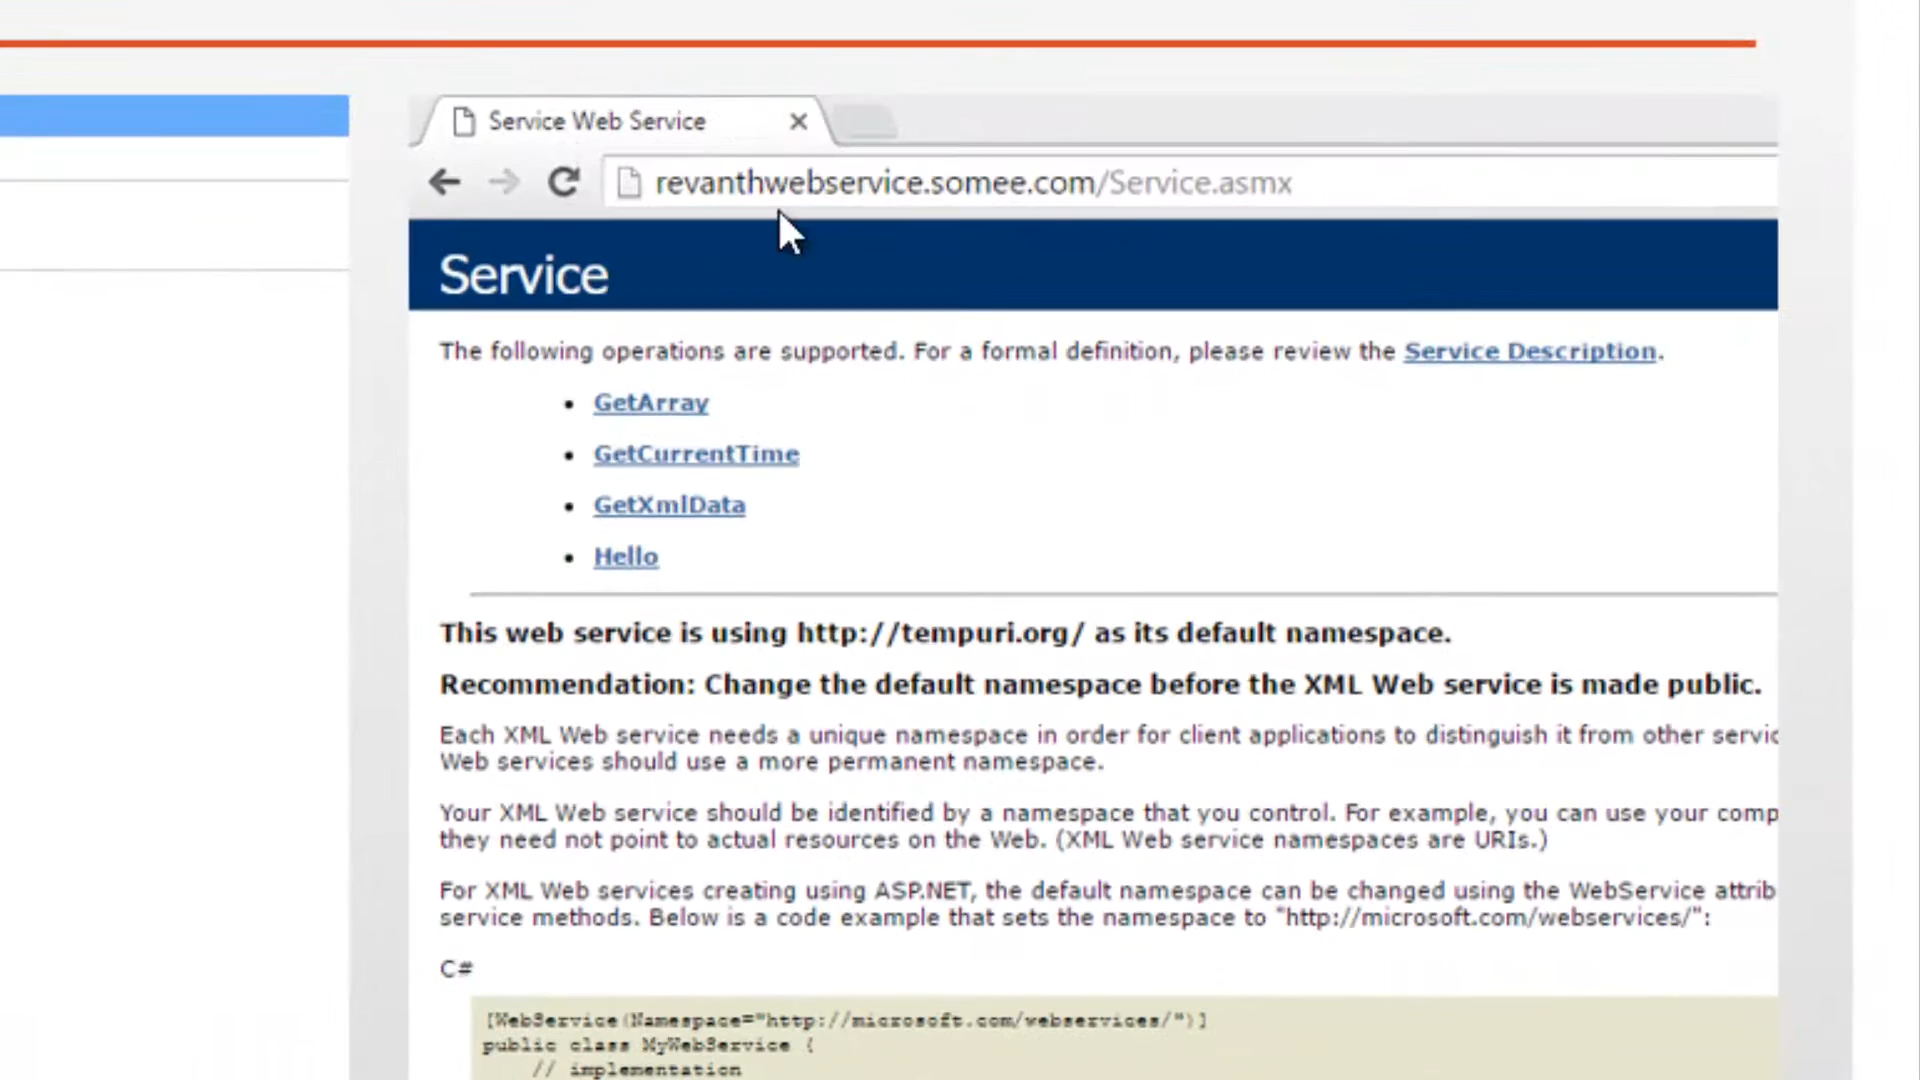 Service Web Service
revanthwebservice.somee.com/Service.asmx
Service
The following operations are supported. For a formal definition, please review the Service Description.
• GetArray
• GetCurrentTime
• GetXmlData
• Hello
This web service is using http://tempuri.org/ as its default namespace.
Recommendation: Change the default namespace before the XML Web service is made public.
Each XML Web service needs a unique namespace in order for client applications to distinguish it from other servic
Web services should use a more permanent namespace.
Your XML Web service should be identified by a namespace that you control. For example, you can use your comp
they need not point to actual resources on the Web. (XML Web service namespaces are URIs.)
For XML Web services creating using ASP.NET, the default namespace can be changed using the WebService attrib
service methods. Below is a code example that sets the namespace to "http://microsoft.com/webservices/":
C#
[WebService(Namespace="http://microsoft.com/webservices/")]
public class MyWebService {
// implementation